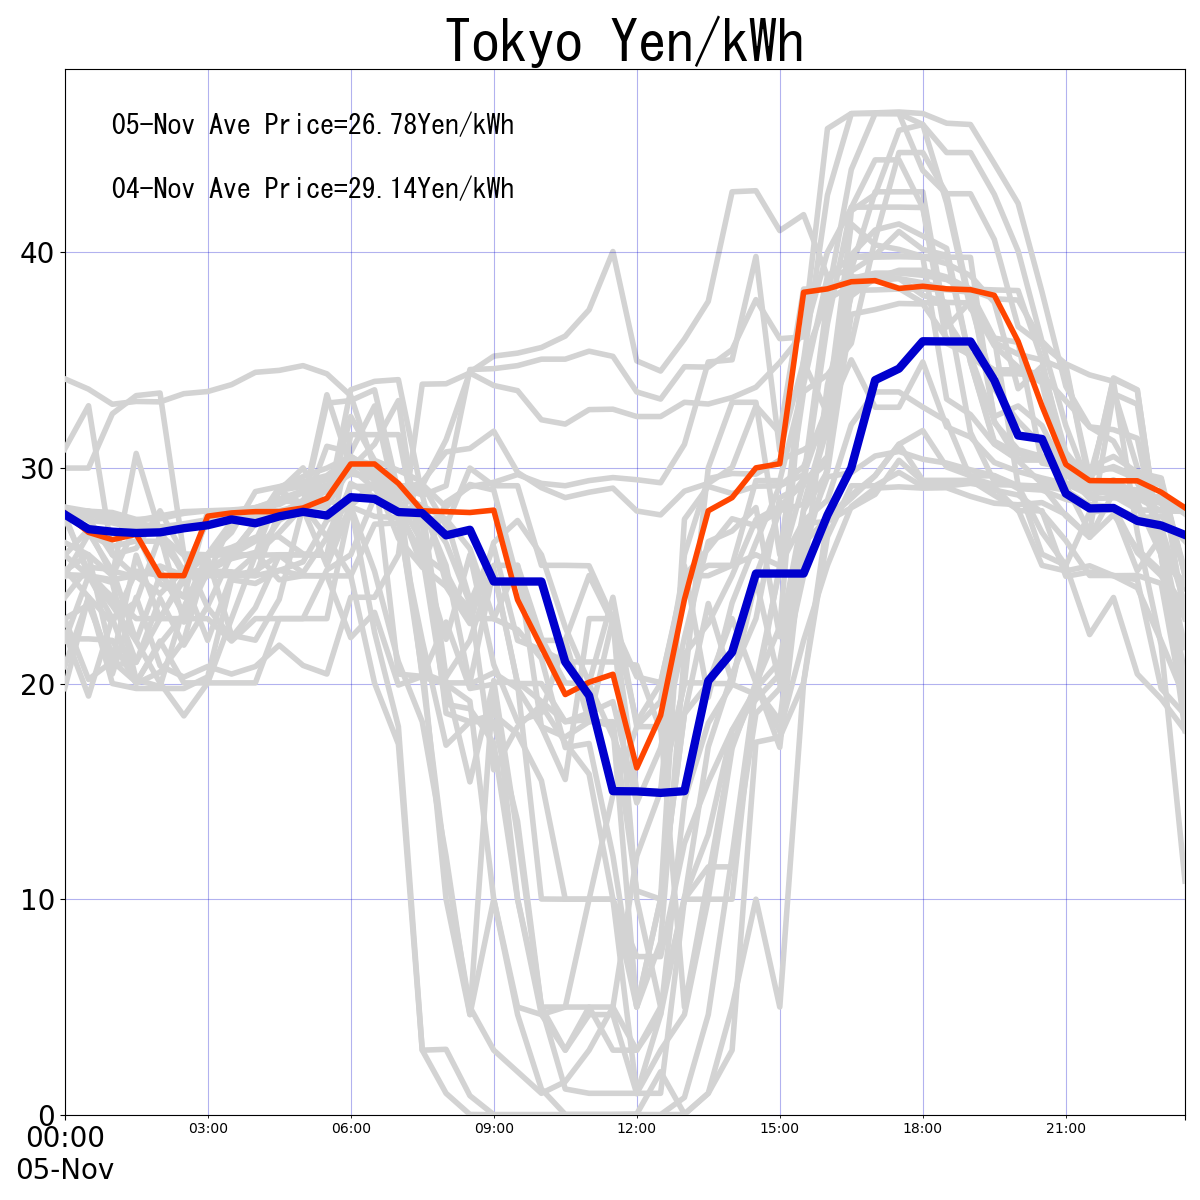 Tokyo Yen/kWh
05-Nov Ave Price=26.78Yen/kWh
04-Nov Ave Price=29.14Yen/kWh
40
30
20
10
0
00:00 03:00 06:00 09:00 12:00 15:00 18:00 21:00
05-Nov